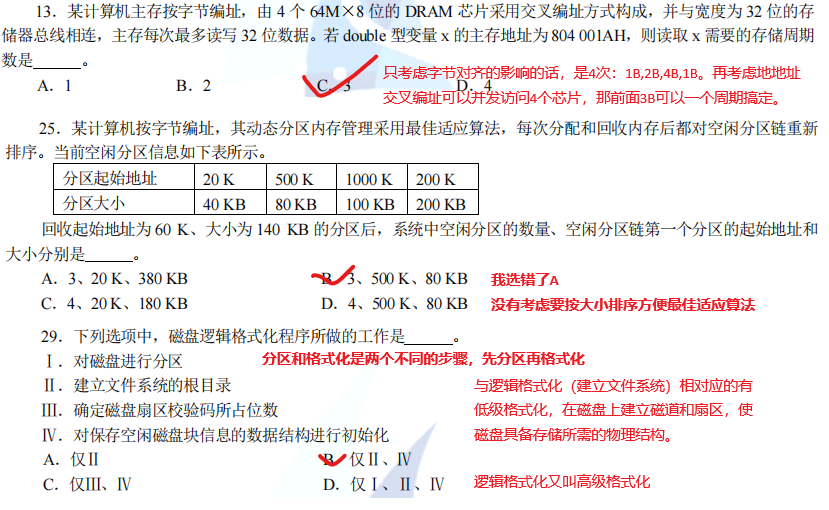 13．某计算机主存按字节编址，由 4 个 64M×8 位的 DRAM 芯片采用交叉编址方式构成，并与宽度为 32 位的存
储器总线相连，主存每次最多读写 32 位数据。若 double 型变量 x 的主存地址为 804 001AH，则读取 x 需要的存储周期
数是______。
A．1 B．2 C．3 D．4
只考虑字节对齐的影响的话，是4次：1B,2B,4B,1B。再考虑地地址
交叉编址可以并发访问4个芯片，那前面3B可以一个周期搞定。
25．某计算机按字节编址，其动态分区内存管理采用最佳适应算法，每次分配和回收内存后都对空闲分区链重新
排序。当前空闲分区信息如下表所示。
分区起始地址 20 K 500 K 1000 K 200 K
分区大小 40 KB 80 KB 100 KB 200 KB
回收起始地址为 60 K、大小为 140 KB 的分区后，系统中空闲分区的数量、空闲分区链第一个分区的起始地址和
大小分别是______。
A．3、20 K、380 KB B．3、500 K、80 KB 我选错了A
C．4、20 K、180 KB D．4、500 K、80 KB 没有考虑要按大小排序方便最佳适应算法
29．下列选项中，磁盘逻辑格式化程序所做的工作是______。
Ⅰ．对磁盘进行分区 分区和格式化是两个不同的步骤，先分区再格式化
Ⅱ．建立文件系统的根目录
Ⅲ．确定磁盘扇区校验码所占位数
Ⅳ．对保存空闲磁盘块信息的数据结构进行初始化
与逻辑格式化（建立文件系统）相对应的有
低级格式化，在磁盘上建立磁道和扇区，使
磁盘具备存储所需的物理结构。
A．仅Ⅱ B．仅Ⅱ、Ⅳ
C．仅Ⅲ、Ⅳ D．仅Ⅰ、Ⅱ、Ⅳ 逻辑格式化又叫高级格式化